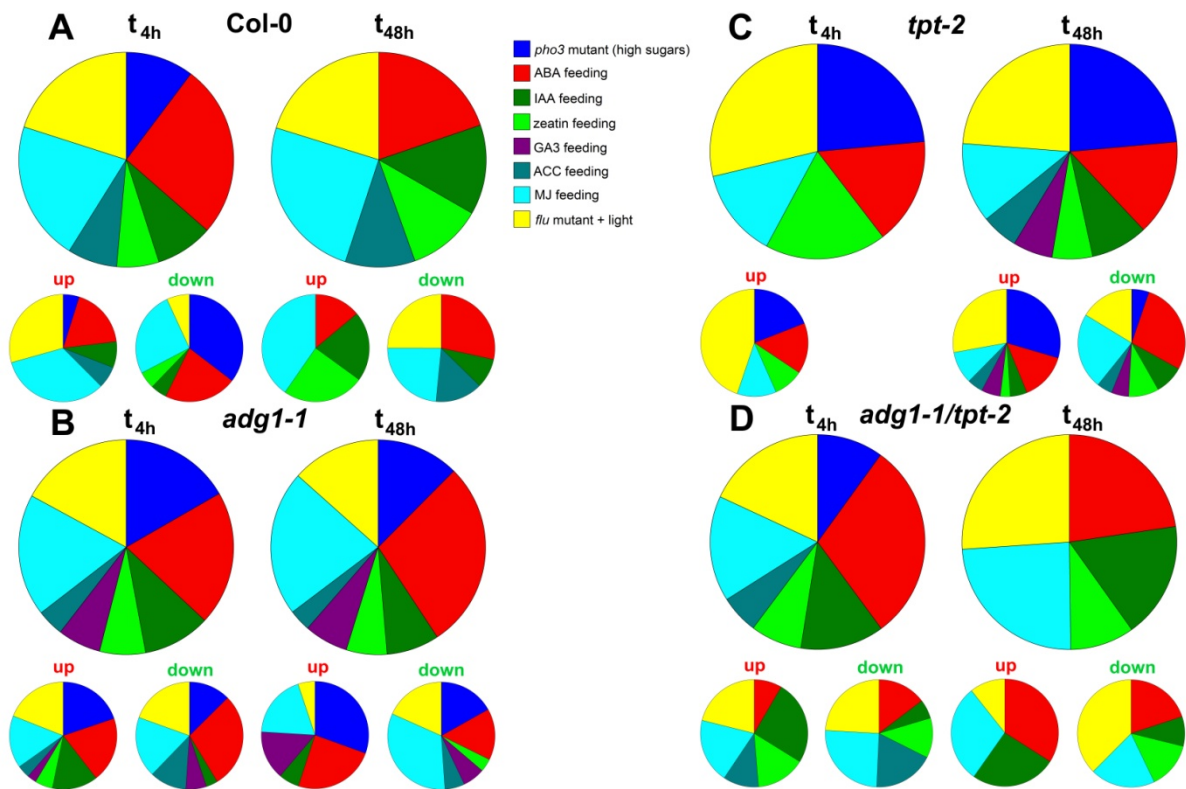 A t4h Col-0 t48h
pho3 mutant (high sugars)
ABA feeding
IAA feeding
zeatin feeding
GA3 feeding
ACC feeding
MJ feeding
flu mutant + light
up down up down
B t4h adg1-1 t48h
up down up down
C t4h tpt-2 t48h
up up down
D t4h adg1-1/tpt-2 t48h
up down up down